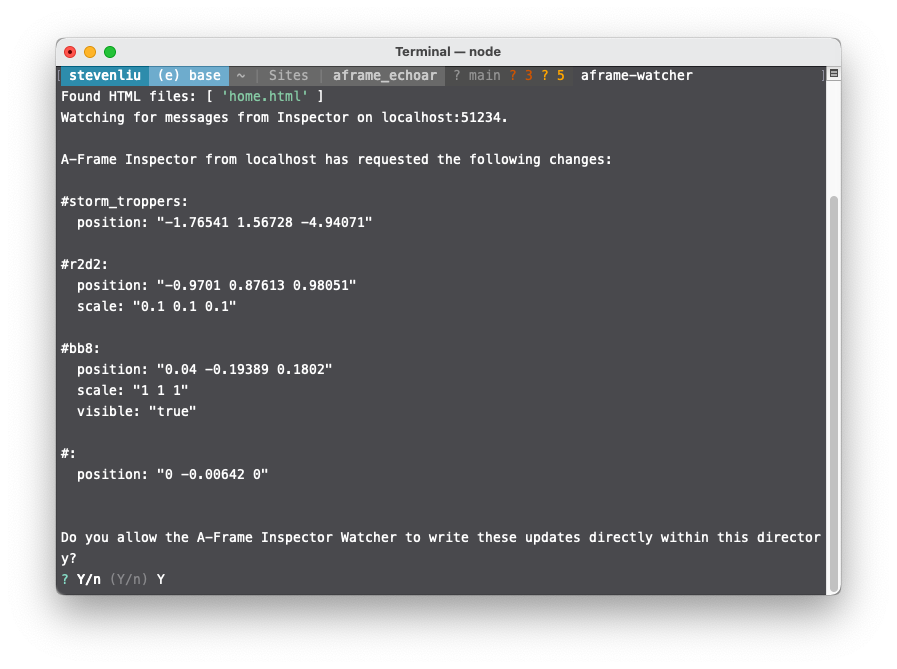 Terminal — node
[ stevenliu (e) base ~ | Sites | aframe_echoar ? main ? 3 ? 5 aframe-watcher ]
Found HTML files: [ 'home.html' ]
Watching for messages from Inspector on localhost:51234.
A-Frame Inspector from localhost has requested the following changes:
#storm_troppers:
position: "-1.76541 1.56728 -4.94071"
#r2d2:
position: "-0.9701 0.87613 0.98051"
scale: "0.1 0.1 0.1"
#bb8:
position: "0.04 -0.19389 0.1802"
scale: "1 1 1"
visible: "true"
#:
position: "0 -0.00642 0"
Do you allow the A-Frame Inspector Watcher to write these updates directly within this director
y?
? Y/n (Y/n) Y